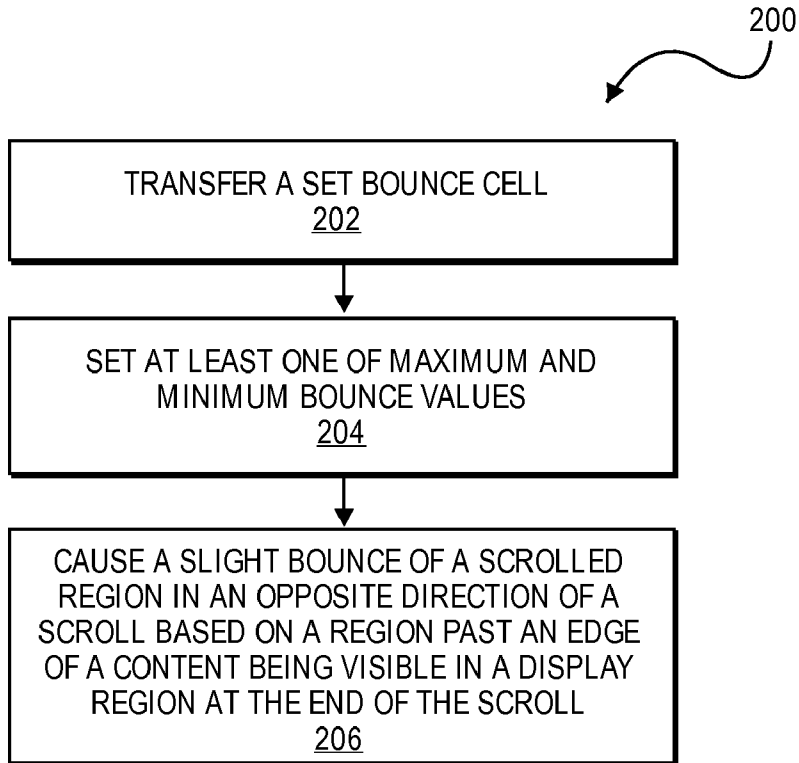 200
TRANSFER A SET BOUNCE CELL
202
SET AT LEAST ONE OF MAXIMUM AND
MINIMUM BOUNCE VALUES
204
CAUSE A SLIGHT BOUNCE OF A SCROLLED
REGION IN AN OPPOSITE DIRECTION OF A
SCROLL BASED ON A REGION PAST AN EDGE
OF A CONTENT BEING VISIBLE IN A DISPLAY
REGION AT THE END OF THE SCROLL
206